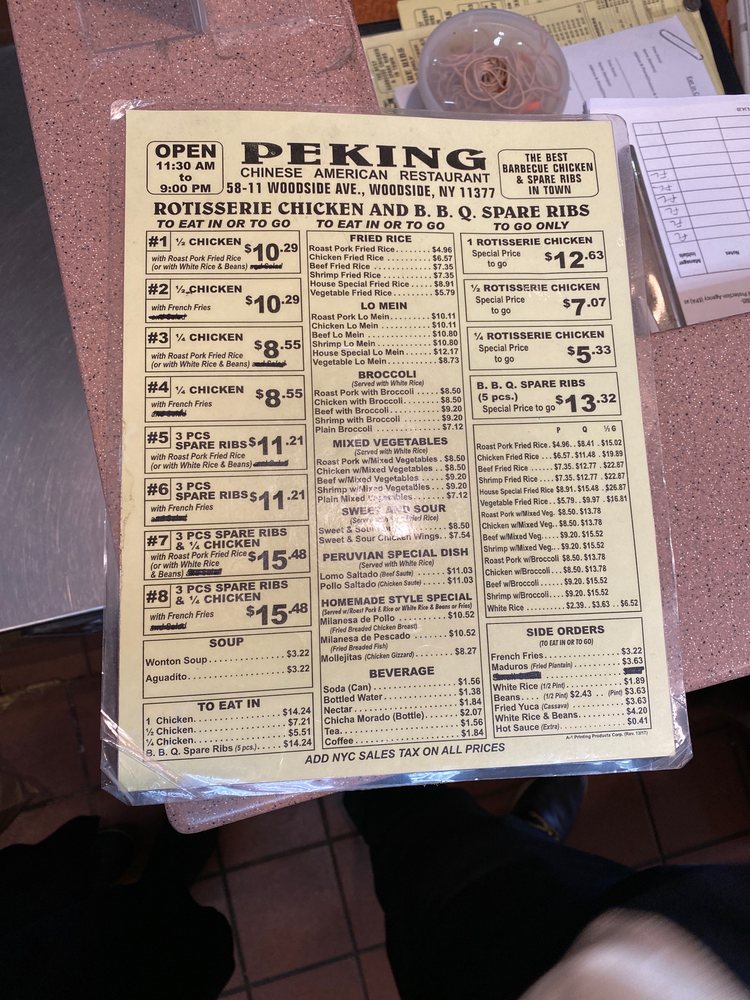 OPEN
11:30 AM
to
9:00 PM
PEKING
CHINESE AMERICAN RESTAURANT
58-11 WOODSIDE AVE., WOODSIDE, NY 11377
THE BEST
BARBECUE CHICKEN
& SPARE RIBS
IN TOWN
ROTISSERIE CHICKEN AND B. B. Q. SPARE RIBS
TO EAT IN OR TO GO
#1 ½ CHICKEN $10.29
with Roast Pork Fried Rice
(or with White Rice & Beans)
#2 ½ CHICKEN $10.29
with French Fries
#3 ¼ CHICKEN $8.55
with Roast Pork Fried Rice
(or with White Rice & Beans)
#4 ¼ CHICKEN $8.55
with French Fries
#5 3 PCS
SPARE RIBS $11.21
with Roast Pork Fried Rice
(or with White Rice & Beans)
#6 3 PCS
SPARE RIBS $11.21
with French Fries
#7 3 PCS SPARE RIBS
& ¼ CHICKEN
with Roast Pork Fried Rice $15.48
(or with White Rice
& Beans)
#8 3 PCS SPARE RIBS
& ¼ CHICKEN
with French Fries $15.48
SOUP
Wonton Soup $3.22
Aguadito $3.22
TO EAT IN
1 Chicken $14.24
½ Chicken $7.21
¼ Chicken $5.51
B. B. Q. Spare Ribs (5 pcs.) $14.24
TO EAT IN OR TO GO
FRIED RICE
Roast Pork Fried Rice $4.96
Chicken Fried Rice $6.57
Beef Fried Rice $7.35
Shrimp Fried Rice $7.35
House Special Fried Rice $8.91
Vegetable Fried Rice $5.79
LO MEIN
Roast Pork Lo Mein $10.11
Chicken Lo Mein $10.11
Beef Lo Mein $10.80
Shrimp Lo Mein $10.80
House Special Lo Mein $12.17
Vegetable Lo Mein $8.73
BROCCOLI
(Served with White Rice)
Roast Pork with Broccoli $8.50
Chicken with Broccoli $8.50
Beef with Broccoli $9.20
Shrimp with Broccoli $9.20
Plain Broccoli $7.12
MIXED VEGETABLES
(Served with White Rice)
Roast Pork w/Mixed Vegetables $8.50
Chicken w/Mixed Vegetables $8.50
Beef w/Mixed Vegetables $9.20
Shrimp w/Mixed Vegetables $9.20
Plain Mixed Vegetables $7.12
SWEET AND SOUR
Fried Rice)
Sweet & Sour $8.50
Sweet & Sour Chicken Wings $7.54
PERUVIAN SPECIAL DISH
(Served with White Rice)
Lomo Saltado (Beef Saute) $11.03
Pollo Saltado (Chicken Saute) $11.03
HOMEMADE STYLE SPECIAL
(Served w/Roast Pork F. Rice or White Rice & Beans or Fries)
Milanesa de Pollo $10.52
(Fried Breaded Chicken Breast)
Milanesa de Pescado $10.52
(Fried Breaded Fish)
Mollejitas (Chicken Gizzard) $8.27
BEVERAGE
Soda (Can) $1.56
Bottled Water $1.38
Nectar $1.84
Chicha Morado (Bottle) $2.07
Tea $1.56
Coffee $1.84
TO GO ONLY
1 ROTISSERIE CHICKEN
Special Price
to go $12.63
½ ROTISSERIE CHICKEN
Special Price
to go $7.07
¼ ROTISSERIE CHICKEN
Special Price
to go $5.33
B. B. Q. SPARE RIBS
(5 pcs.)
Special Price to go $13.32
P Q ½ G
Roast Pork Fried Rice $4.96 $8.41 $15.02
Chicken Fried Rice $6.57 $11.48 $19.89
Beef Fried Rice $7.35 $12.77 $22.87
Shrimp Fried Rice $7.35 $12.77 $22.87
House Special Fried Rice $8.91 $15.48 $26.87
Vegetable Fried Rice $5.79 $9.97 $16.81
Roast Pork w/Mixed Veg. $8.50 $13.78
Chicken w/Mixed Veg. $8.50 $13.78
Beef w/Mixed Veg. $9.20 $15.52
Shrimp w/Mixed Veg. $9.20 $15.52
Roast Pork w/Broccoli $8.50 $13.78
Chicken w/Broccoli $8.50 $13.78
Beef w/Broccoli $9.20 $15.52
Shrimp w/Broccoli $9.20 $15.52
White Rice $2.39 $3.63 $6.52
SIDE ORDERS
(TO EAT IN OR TO GO)
French Fries $3.22
Maduros (Fried Plantain) $3.63
White Rice (1/2 Pint) $1.89
Beans (1/2 Pint) $2.43 (Pint) $3.63
Fried Yuca (Cassava) $3.63
White Rice & Beans $4.20
Hot Sauce (Extra) $0.41
A-1 Printing Products Corp. (Rev. 12/17)
ADD NYC SALES TAX ON ALL PRICES
Manager
Initials
Notes